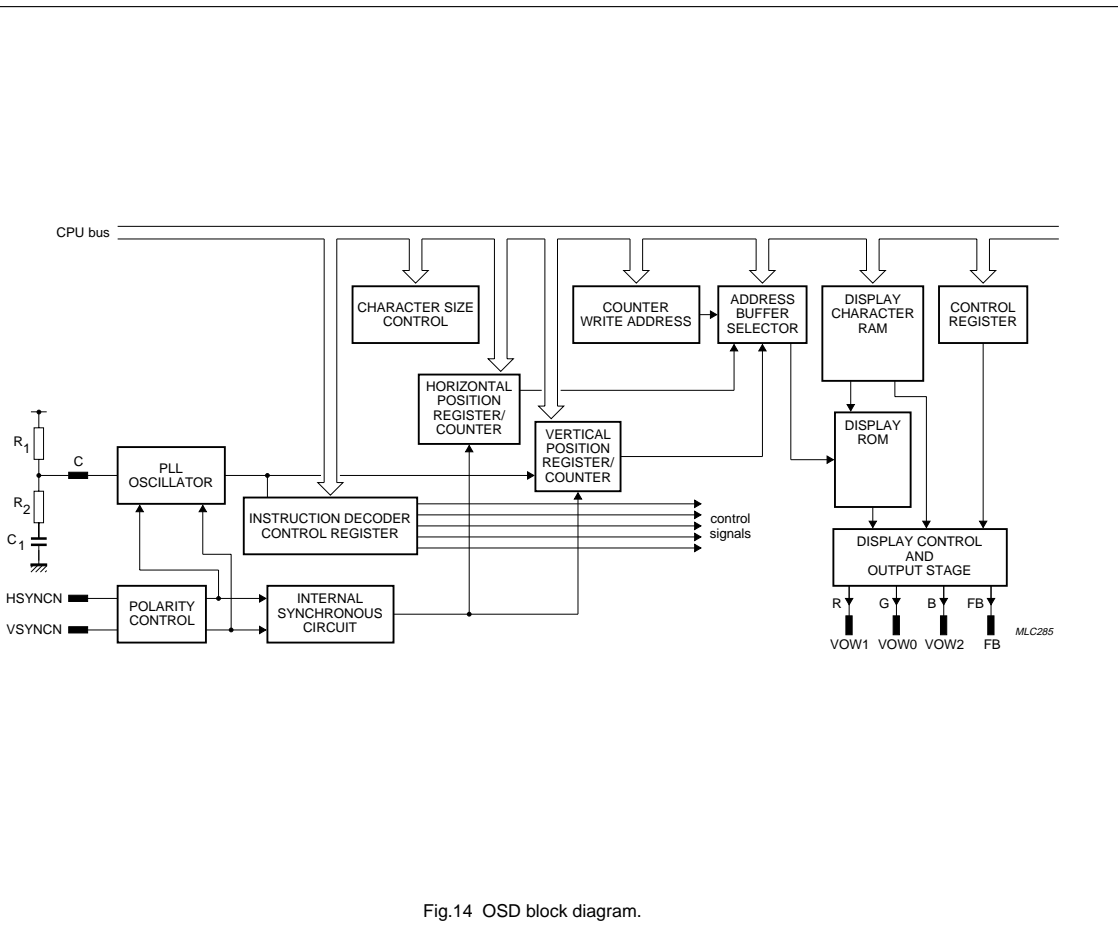 CPU bus
CHARACTER SIZE
CONTROL
COUNTER
WRITE ADDRESS
ADDRESS
BUFFER
SELECTOR
DISPLAY
CHARACTER
RAM
CONTROL
REGISTER
HORIZONTAL
POSITION
REGISTER/
COUNTER
VERTICAL
POSITION
REGISTER/
COUNTER
DISPLAY
ROM
R1
C
R2
C1
PLL
OSCILLATOR
INSTRUCTION DECODER
CONTROL REGISTER
control
signals
DISPLAY CONTROL
AND
OUTPUT STAGE
HSYNCN
VSYNCN
POLARITY
CONTROL
INTERNAL
SYNCHRONOUS
CIRCUIT
R G B FB
VOW1 VOW0 VOW2 FB
MLC285
Fig.14 OSD block diagram.